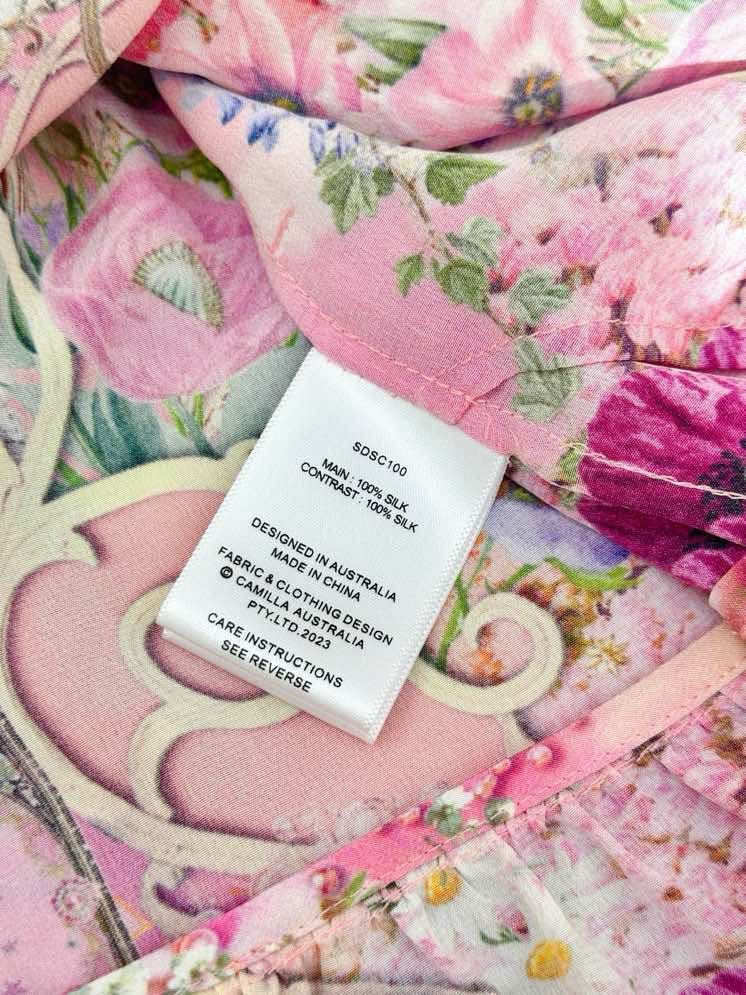 SDSC100
MAIN : 100% SILK
CONTRAST : 100% SILK
DESIGNED IN AUSTRALIA
MADE IN CHINA
FABRIC & CLOTHING DESIGN
© CAMILLA AUSTRALIA
PTY.LTD.2023
CARE INSTRUCTIONS
SEE REVERSE